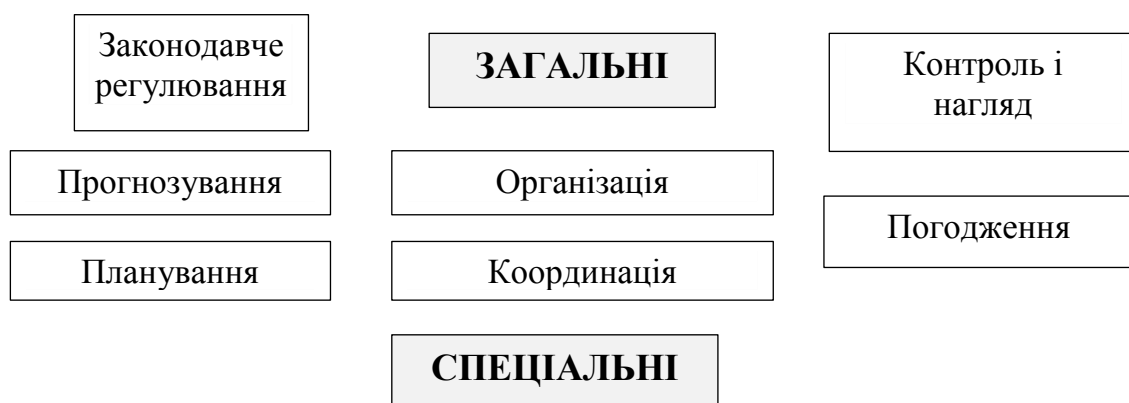 Законодавче
регулювання
ЗАГАЛЬНІ
Контроль і
нагляд
Прогнозування
Організація
Погодження
Планування
Координація
СПЕЦІАЛЬНІ